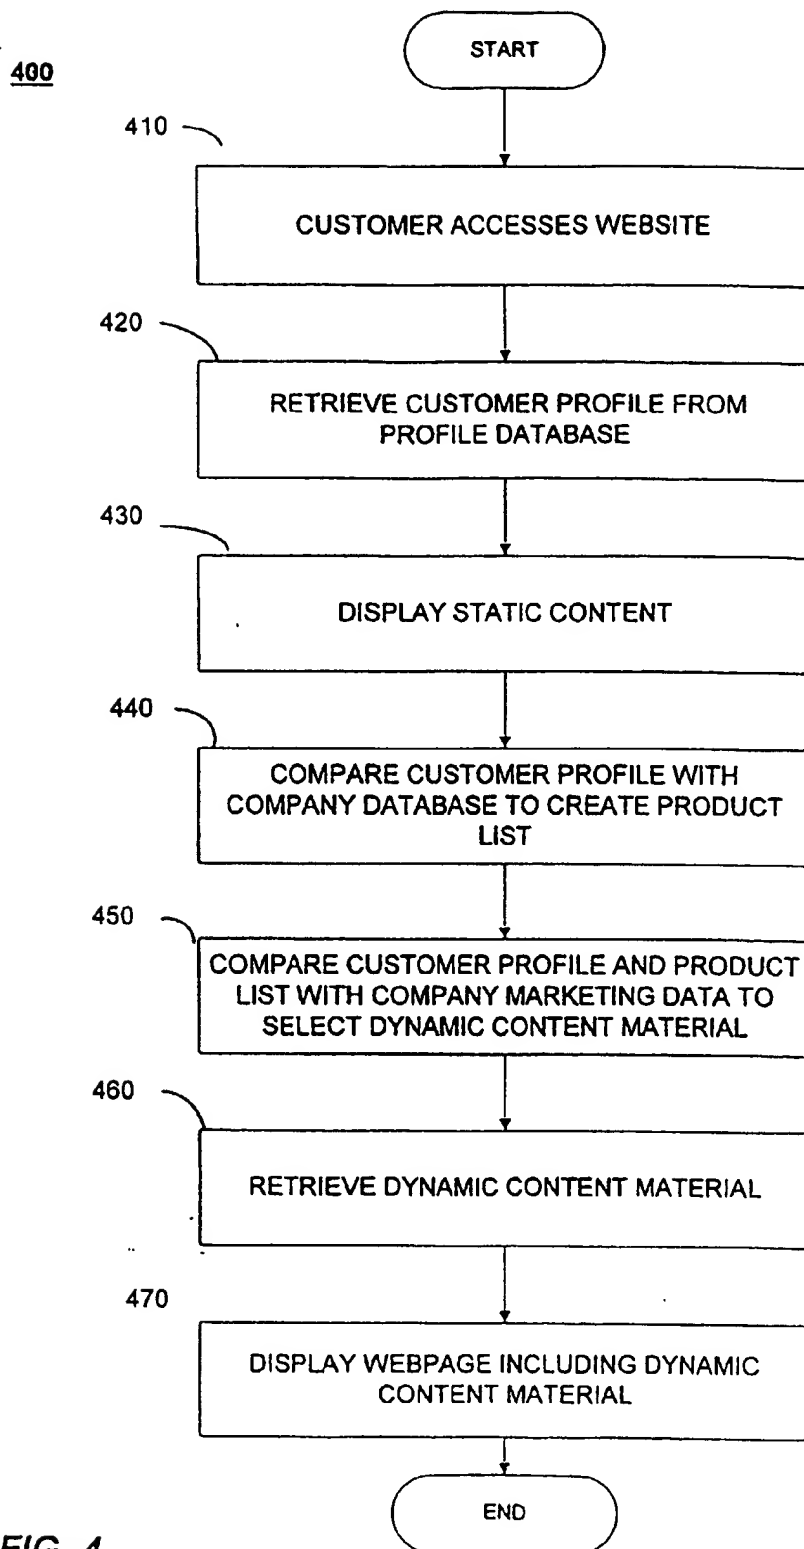 START
400
410
CUSTOMER ACCESSES WEBSITE
420
RETRIEVE CUSTOMER PROFILE FROM
PROFILE DATABASE
430
DISPLAY STATIC CONTENT
440
COMPARE CUSTOMER PROFILE WITH
COMPANY DATABASE TO CREATE PRODUCT
LIST
450
COMPARE CUSTOMER PROFILE AND PRODUCT
LIST WITH COMPANY MARKETING DATA TO
SELECT DYNAMIC CONTENT MATERIAL
460
RETRIEVE DYNAMIC CONTENT MATERIAL
470
DISPLAY WEBPAGE INCLUDING DYNAMIC
CONTENT MATERIAL
END
FIG. 4